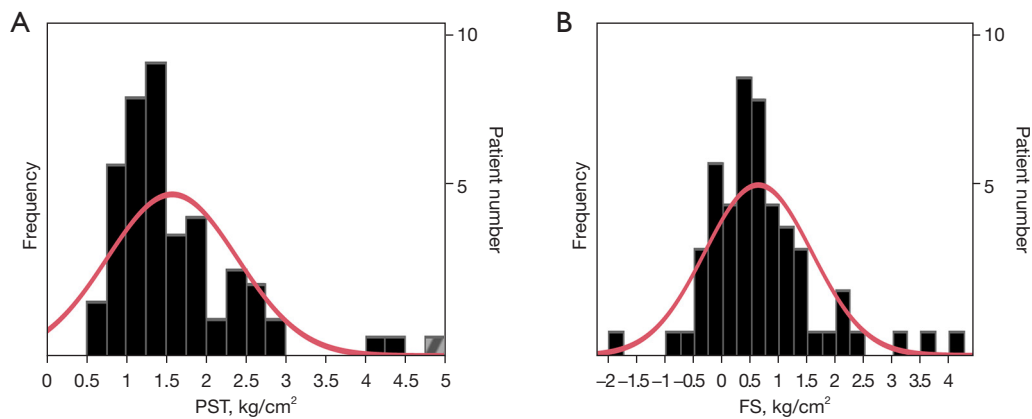 A
10
5
Frequency
Patient number
0 0.5 1 1.5 2 2.5 3 3.5 4 4.5 5
PST, kg/cm²
B
10
5
Frequency
Patient number
−2 −1.5 −1 −0.5 0 0.5 1 1.5 2 2.5 3 3.5 4
FS, kg/cm²